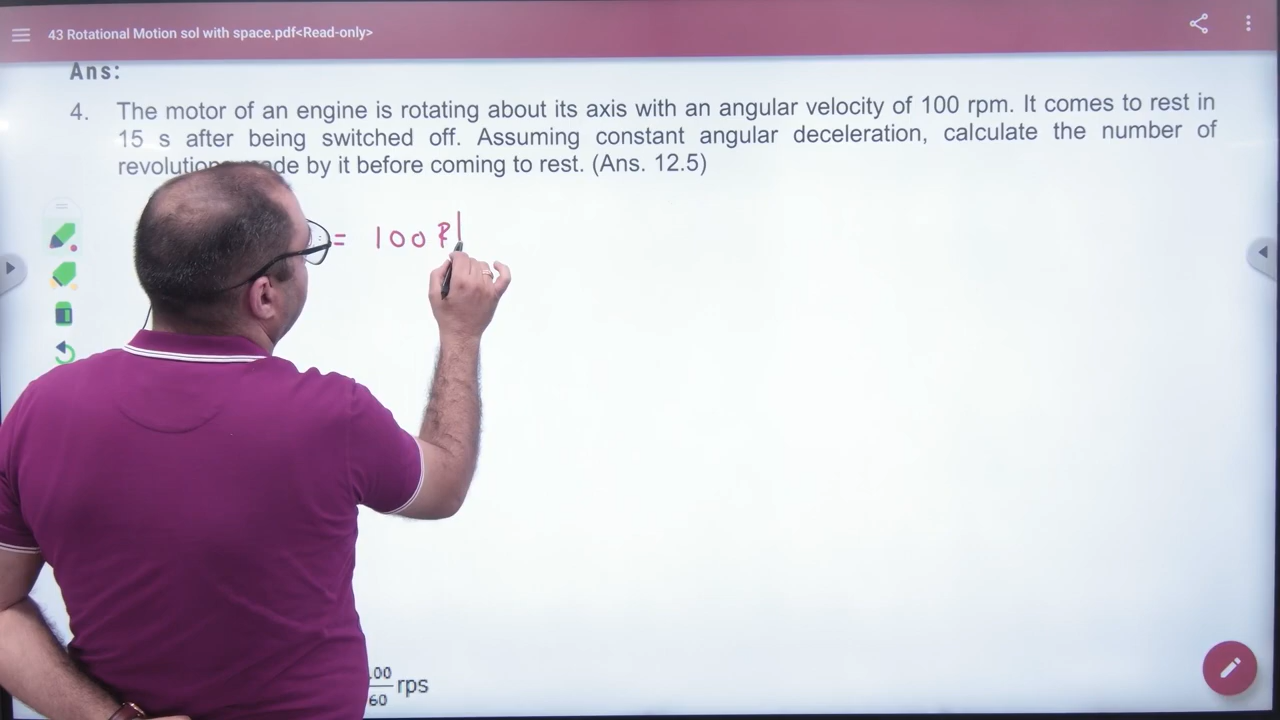 43 Rotational Motion sol with space.pdf<Read-only>
Ans:
4. The motor of an engine is rotating about its axis with an angular velocity of 100 rpm. It comes to rest in
15 s after being switched off. Assuming constant angular deceleration, calculate the number of
by it before coming to rest. (Ans. 12.5)
= 100 R
60 rps